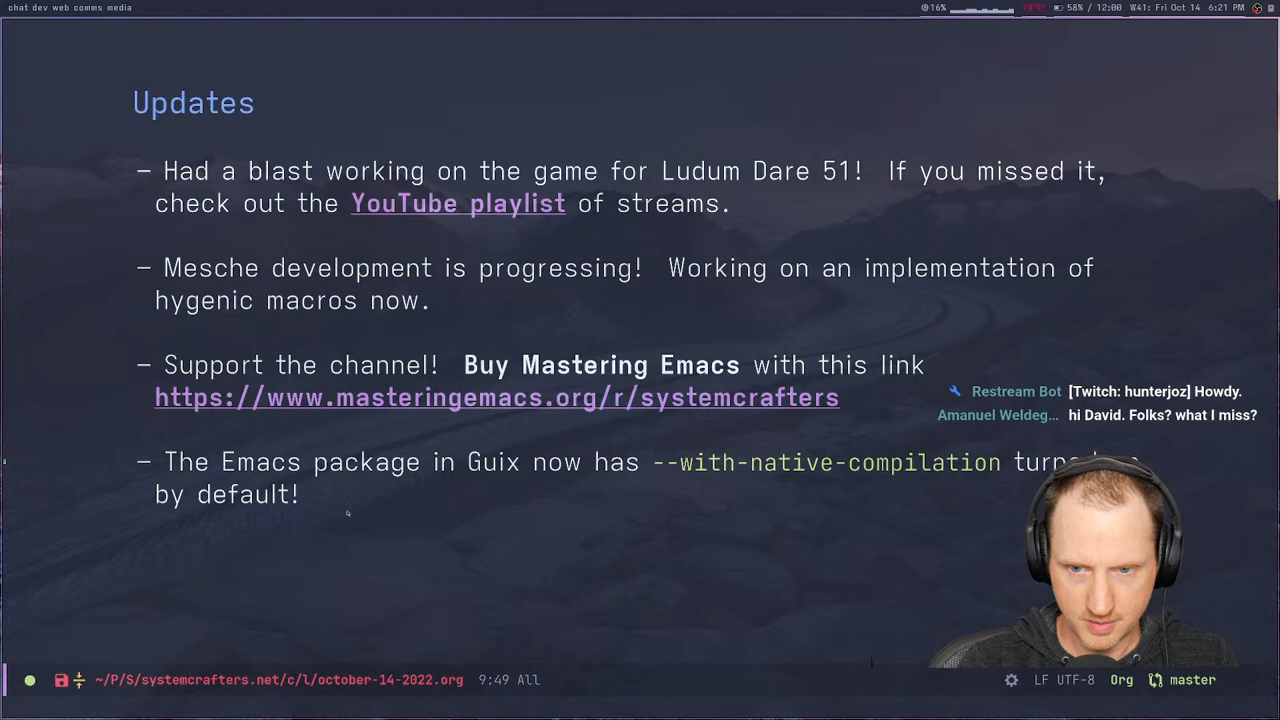 chat dev web comms media
16%
58% / 12:00 W41: Fri Oct 14 6:21 PM
Updates
– Had a blast working on the game for Ludum Dare 51! If you missed it,
check out the YouTube playlist of streams.
– Mesche development is progressing! Working on an implementation of
hygenic macros now.
– Support the channel! Buy Mastering Emacs with this link
https://www.masteringemacs.org/r/systemcrafters
Restream Bot [Twitch: hunterjoz] Howdy.
Amanuel Weldeg… hi David. Folks? what I miss?
– The Emacs package in Guix now has --with-native-compilation
by default!
~/P/S/systemcrafters.net/c/l/october-14-2022.org 9:49 All
LF UTF-8 Org master